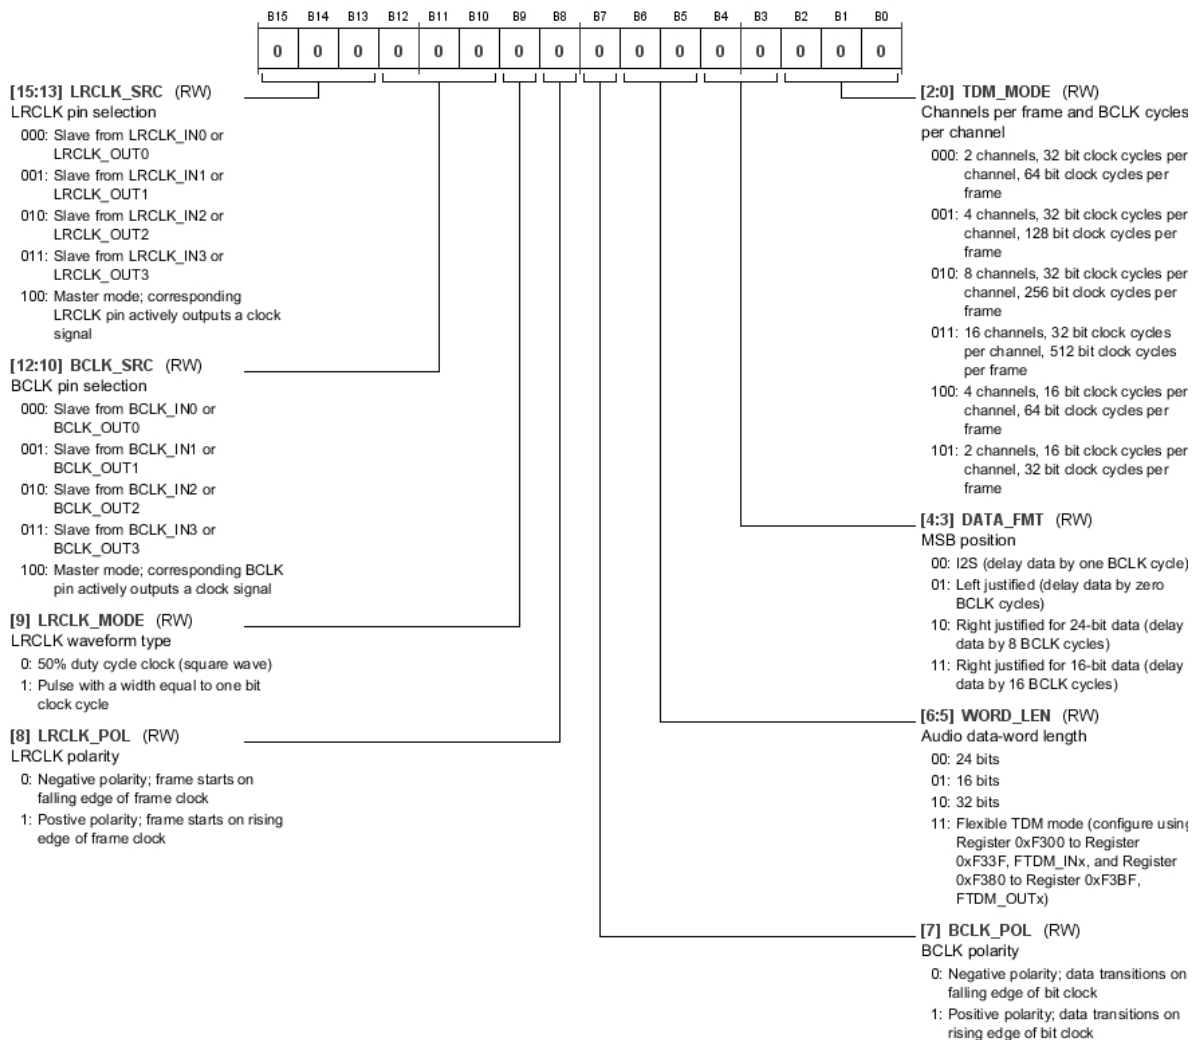 B15 B14 B13 B12 B11 B10 B9 B8 B7 B6 B5 B4 B3 B2 B1 B0
0 0 0 0 0 0 0 0 0 0 0 0 0 0 0 0
[15:13] LRCLK_SRC (RW)
LRCLK pin selection
000: Slave from LRCLK_IN0 or
LRCLK_OUT0
001: Slave from LRCLK_IN1 or
LRCLK_OUT1
010: Slave from LRCLK_IN2 or
LRCLK_OUT2
011: Slave from LRCLK_IN3 or
LRCLK_OUT3
100: Master mode; corresponding
LRCLK pin actively outputs a clock
signal
[12:10] BCLK_SRC (RW)
BCLK pin selection
000: Slave from BCLK_IN0 or
BCLK_OUT0
001: Slave from BCLK_IN1 or
BCLK_OUT1
010: Slave from BCLK_IN2 or
BCLK_OUT2
011: Slave from BCLK_IN3 or
BCLK_OUT3
100: Master mode; corresponding BCLK
pin actively outputs a clock signal
[9] LRCLK_MODE (RW)
LRCLK waveform type
0: 50% duty cycle clock (square wave)
1: Pulse with a width equal to one bit
clock cycle
[8] LRCLK_POL (RW)
LRCLK polarity
0: Negative polarity; frame starts on
falling edge of frame clock
1: Postive polarity; frame starts on rising
edge of frame clock
[2:0] TDM_MODE (RW)
Channels per frame and BCLK cycles
per channel
000: 2 channels, 32 bit clock cycles per
channel, 64 bit clock cycles per
frame
001: 4 channels, 32 bit clock cycles per
channel, 128 bit clock cycles per
frame
010: 8 channels, 32 bit clock cycles per
channel, 256 bit clock cycles per
frame
011: 16 channels, 32 bit clock cycles
per channel, 512 bit clock cycles
per frame
100: 4 channels, 16 bit clock cycles per
channel, 64 bit clock cycles per
frame
101: 2 channels, 16 bit clock cycles per
channel, 32 bit clock cycles per
frame
[4:3] DATA_FMT (RW)
MSB position
00: I2S (delay data by one BCLK cycle)
01: Left justified (delay data by zero
BCLK cycles)
10: Right justified for 24-bit data (delay
data by 8 BCLK cycles)
11: Right justified for 16-bit data (delay
data by 16 BCLK cycles)
[6:5] WORD_LEN (RW)
Audio data-word length
00: 24 bits
01: 16 bits
10: 32 bits
11: Flexible TDM mode (configure using
Register 0xF300 to Register
0xF33F, FTDM_INx, and Register
0xF380 to Register 0xF3BF,
FTDM_OUTx)
[7] BCLK_POL (RW)
BCLK polarity
0: Negative polarity; data transitions on
falling edge of bit clock
1: Positive polarity; data transitions on
rising edge of bit clock